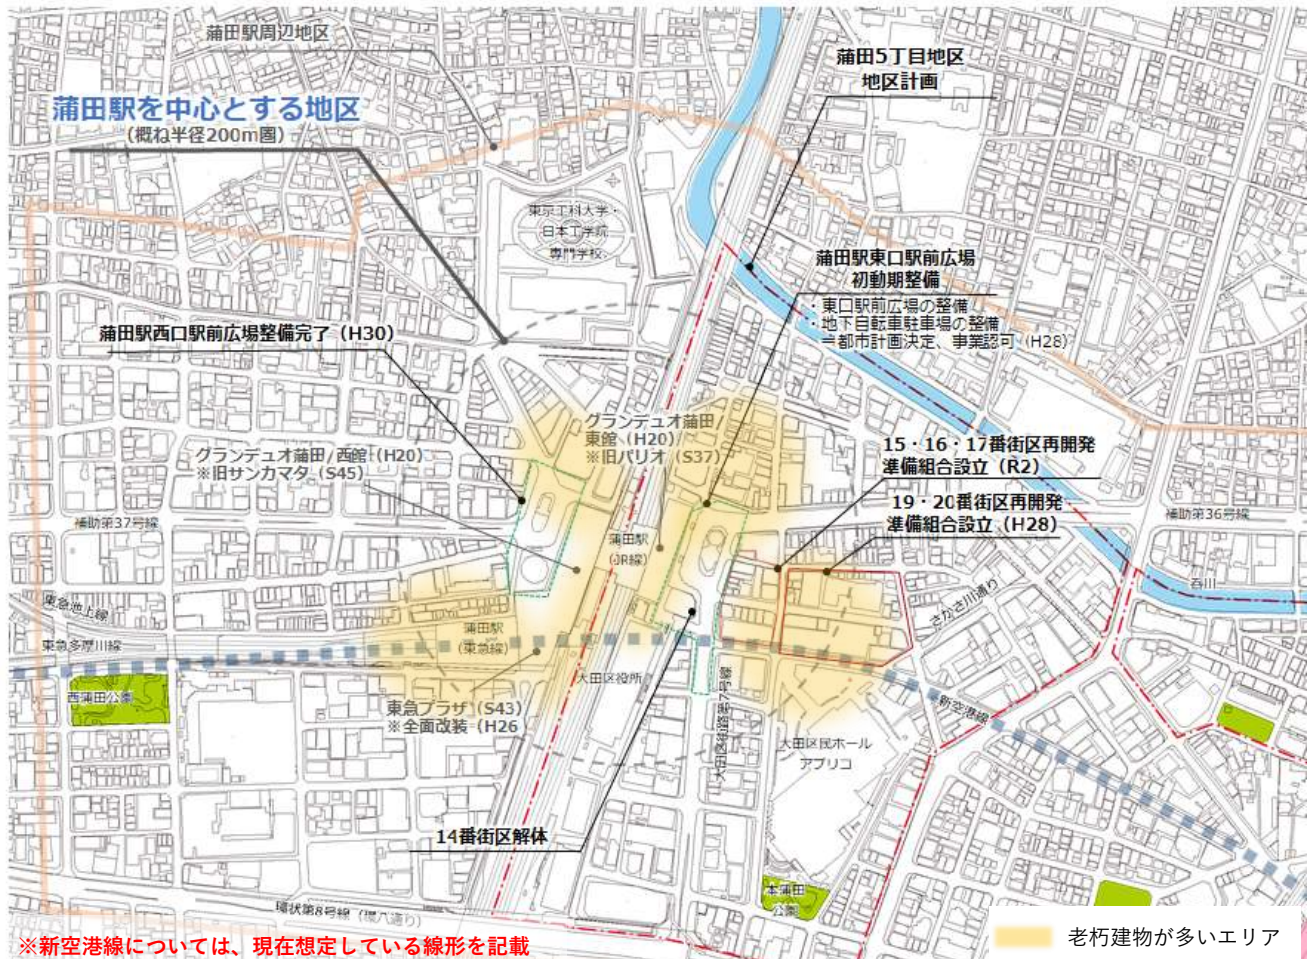 蒲田駅周辺地区
蒲田5丁目地区
地区計画
蒲田駅を中心とする地区
(概ね半径200m圏)
東京工科大学・
日本工学院
専門学校
蒲田駅東口駅前広場
初動期整備
・東口駅前広場の整備
・地下自転車駐車場の整備
⇒都市計画決定、事業認可(H28)
蒲田駅西口駅前広場整備完了(H30)
グランデュオ蒲田/
東館(H20)
※旧パリオ(S37)
グランデュオ蒲田/西館(H20)
※旧サンカマタ(S45)
15・16・17番街区再開発
準備組合設立(R2)
19・20番街区再開発
準備組合設立(H28)
補助第37号線
補助第36号線
蒲田駅
(JR線)
呑川
さかさ川通り
東急池上線
東急多摩川線
蒲田駅
(東急線)
大田区役所
西蒲田公園
東急プラザ(S43)
※全面改装(H26
大田区街路第7号線
新空港線
大田区民ホール
アプリコ
14番街区解体
本蒲田
公園
環状第8号線(環八通り)
※新空港線については、現在想定している線形を記載
老朽建物が多いエリア